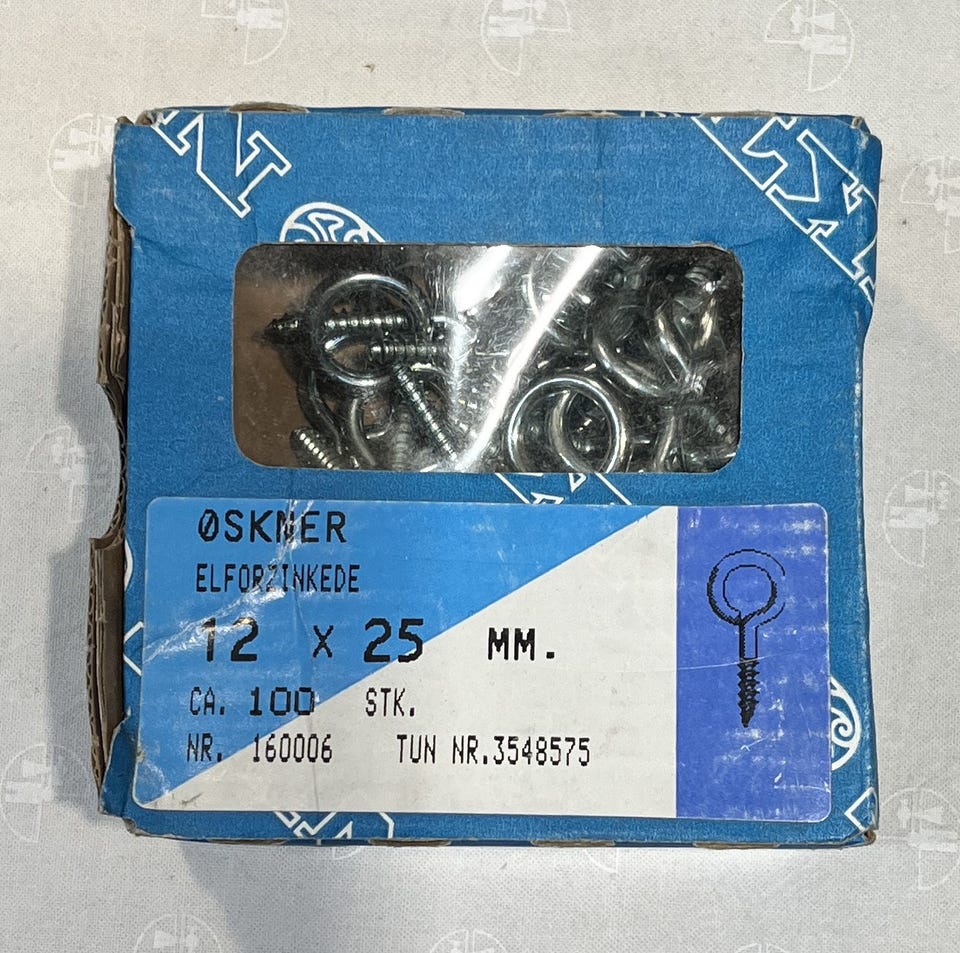 ØSKNER
ELFORZINKEDE
12 X 25 MM.
CA. 100 STK.
NR. 160006 TUN NR.3548575